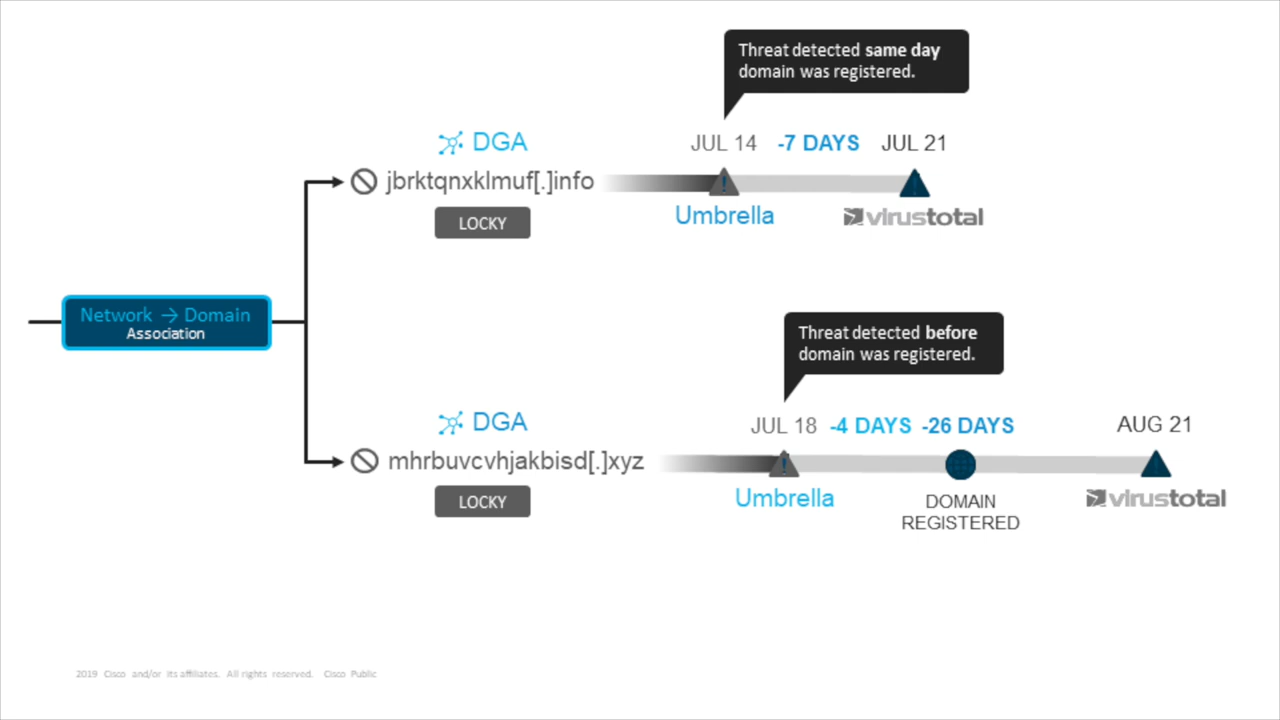 Threat detected same day
domain was registered.
DGA
JUL 14 -7 DAYS JUL 21
jbrktqnxklmuf[.]info
Umbrella
virustotal
LOCKY
Network → Domain
Association
Threat detected before
domain was registered.
DGA
JUL 18 -4 DAYS -26 DAYS AUG 21
mhrbuvcvhjakbisd[.]xyz
LOCKY
Umbrella
DOMAIN
REGISTERED
virustotal
2019 Cisco and/or its affiliates. All rights reserved. Cisco Public